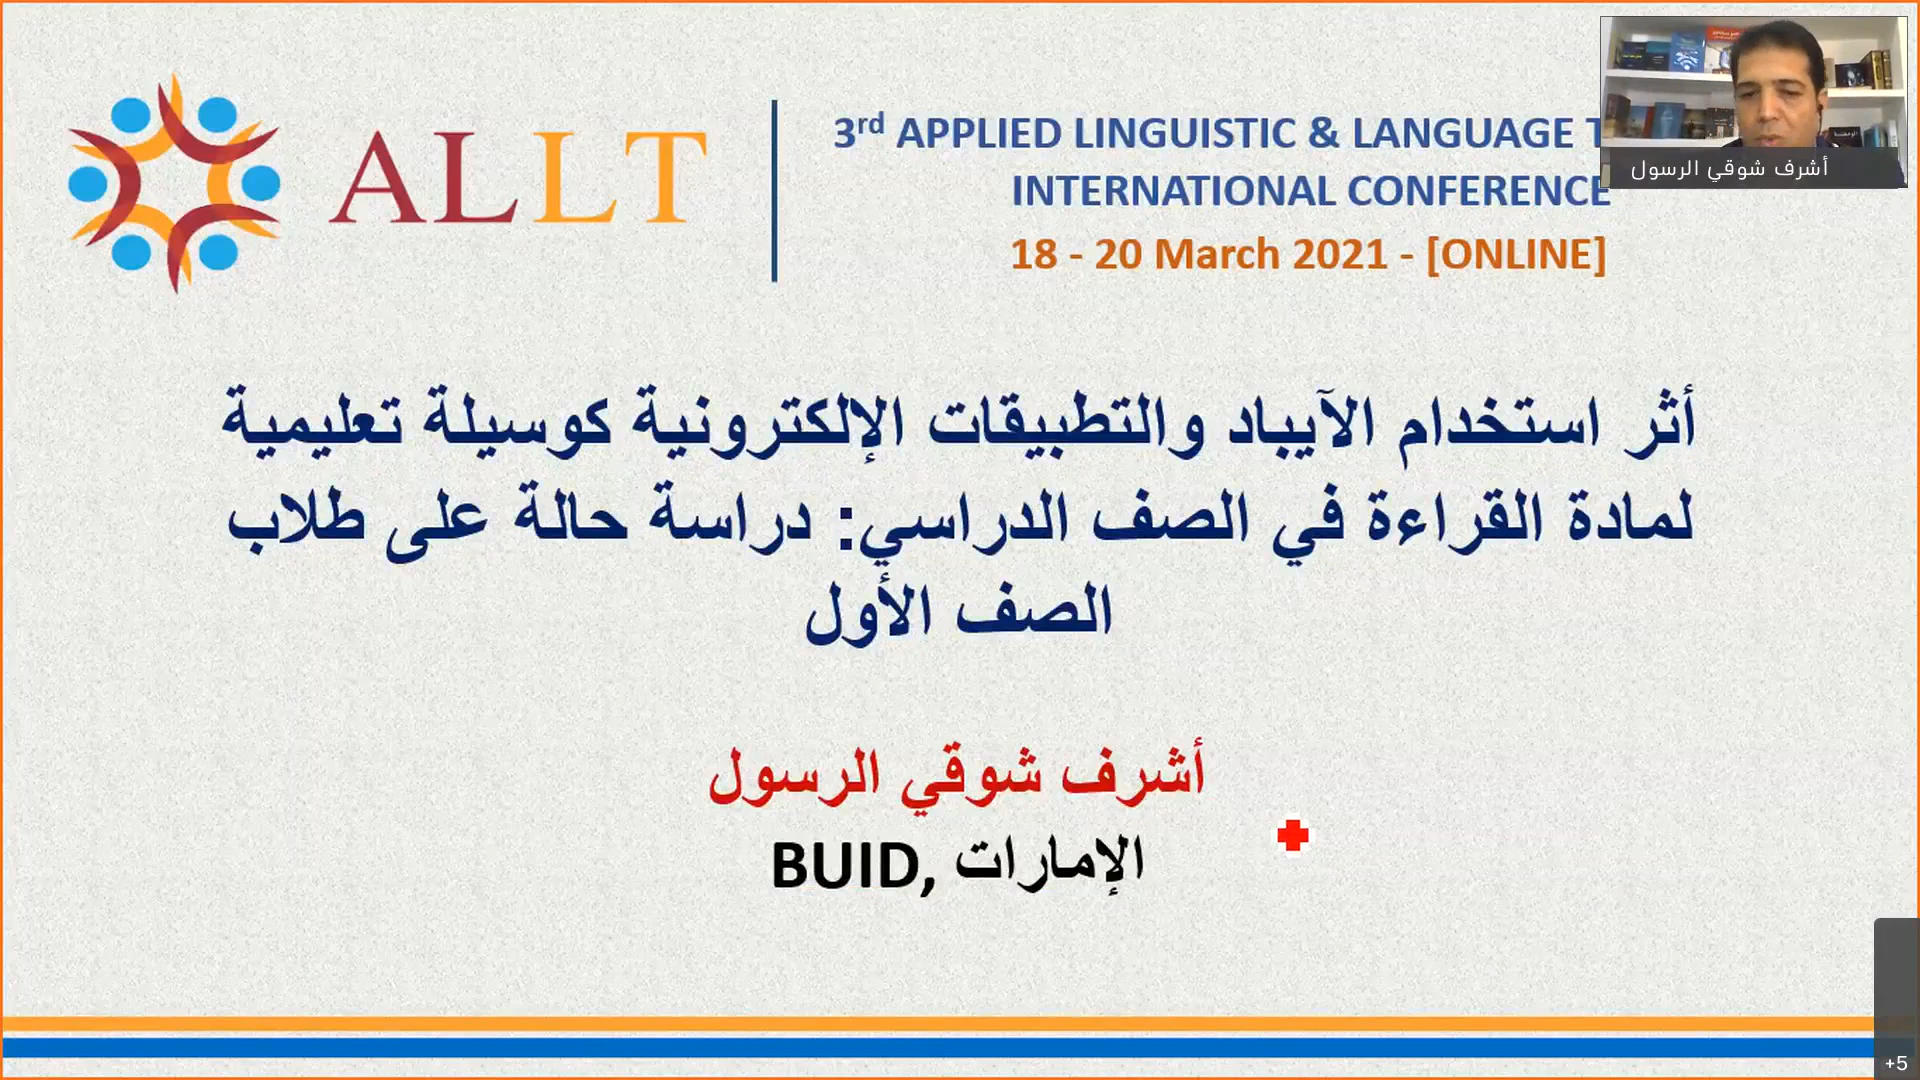 ALLT
3rd APPLIED LINGUISTIC & LANGUAGE
INTERNATIONAL CONFERENCE
18 - 20 March 2021 - [ONLINE]
أشرف شوقي الرسول
أثر استخدام الآيباد والتطبيقات الإلكترونية كوسيلة تعليمية
لمادة القراءة في الصف الدراسي: دراسة حالة على طلاب
الصف الأول
أشرف شوقي الرسول
BUID, الإمارات
+5